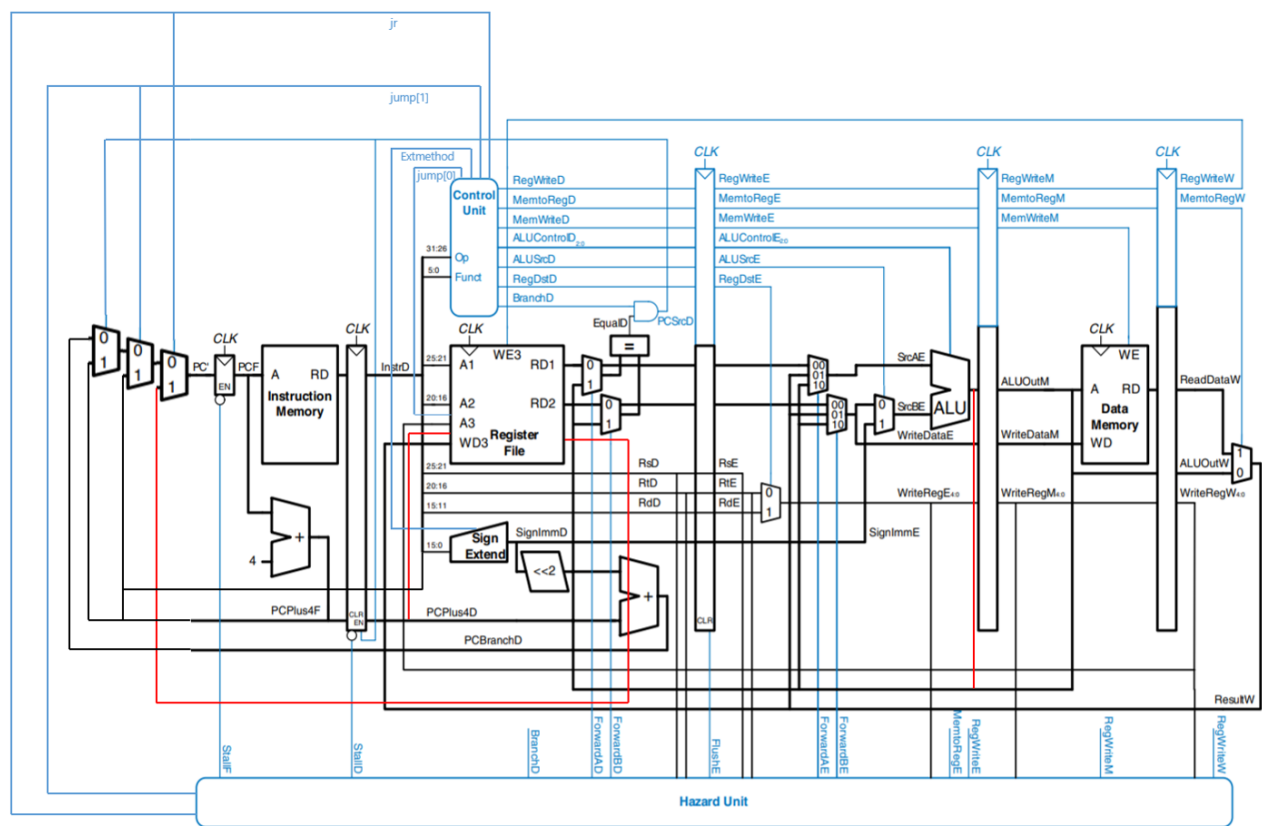 jr
jump[1]
Extmethod
jump[0]
CLK
CLK
CLK
Control
Unit
RegWriteD
RegWriteE
RegWriteM
RegWriteW
MemtoRegD
MemtoRegE
MemtoRegM
MemtoRegW
MemWriteD
MemWriteE
MemWriteM
ALUControlD2:0
ALUControlE2:0
31:26
Op
ALUSrcD
ALUSrcE
5:0
Funct
RegDstD
RegDstE
BranchD
EqualD
PCSrcD
CLK
CLK
CLK
CLK
0
1
0
1
0
1
PC'
EN
PCF
A
RD
Instruction
Memory
InstrD
25:21
A1
WE3
RD1
0
1
=
00
01
10
SrcAE
ALU
ALUOutM
WE
A
RD
Data
Memory
WD
ReadDataW
20:16
A2
RD2
0
1
00
01
10
0
1
SrcBE
A3
WD3
Register
File
WriteDataE
WriteDataM
ALUOutW
1
0
25:21
RsD
RsE
20:16
RtD
RtE
0
1
WriteRegE4:0
WriteRegM4:0
WriteRegW4:0
15:11
RdD
RdE
15:0
Sign
Extend
SignImmD
SignImmE
4
+
<<2
+
PCPlus4F
CLR
EN
PCPlus4D
CLR
PCBranchD
ResultW
StallF
StallD
BranchD
ForwardAD
ForwardBD
FlushE
ForwardAE
ForwardBE
MemtoRegE
RegWriteE
RegWriteM
RegWriteW
Hazard Unit